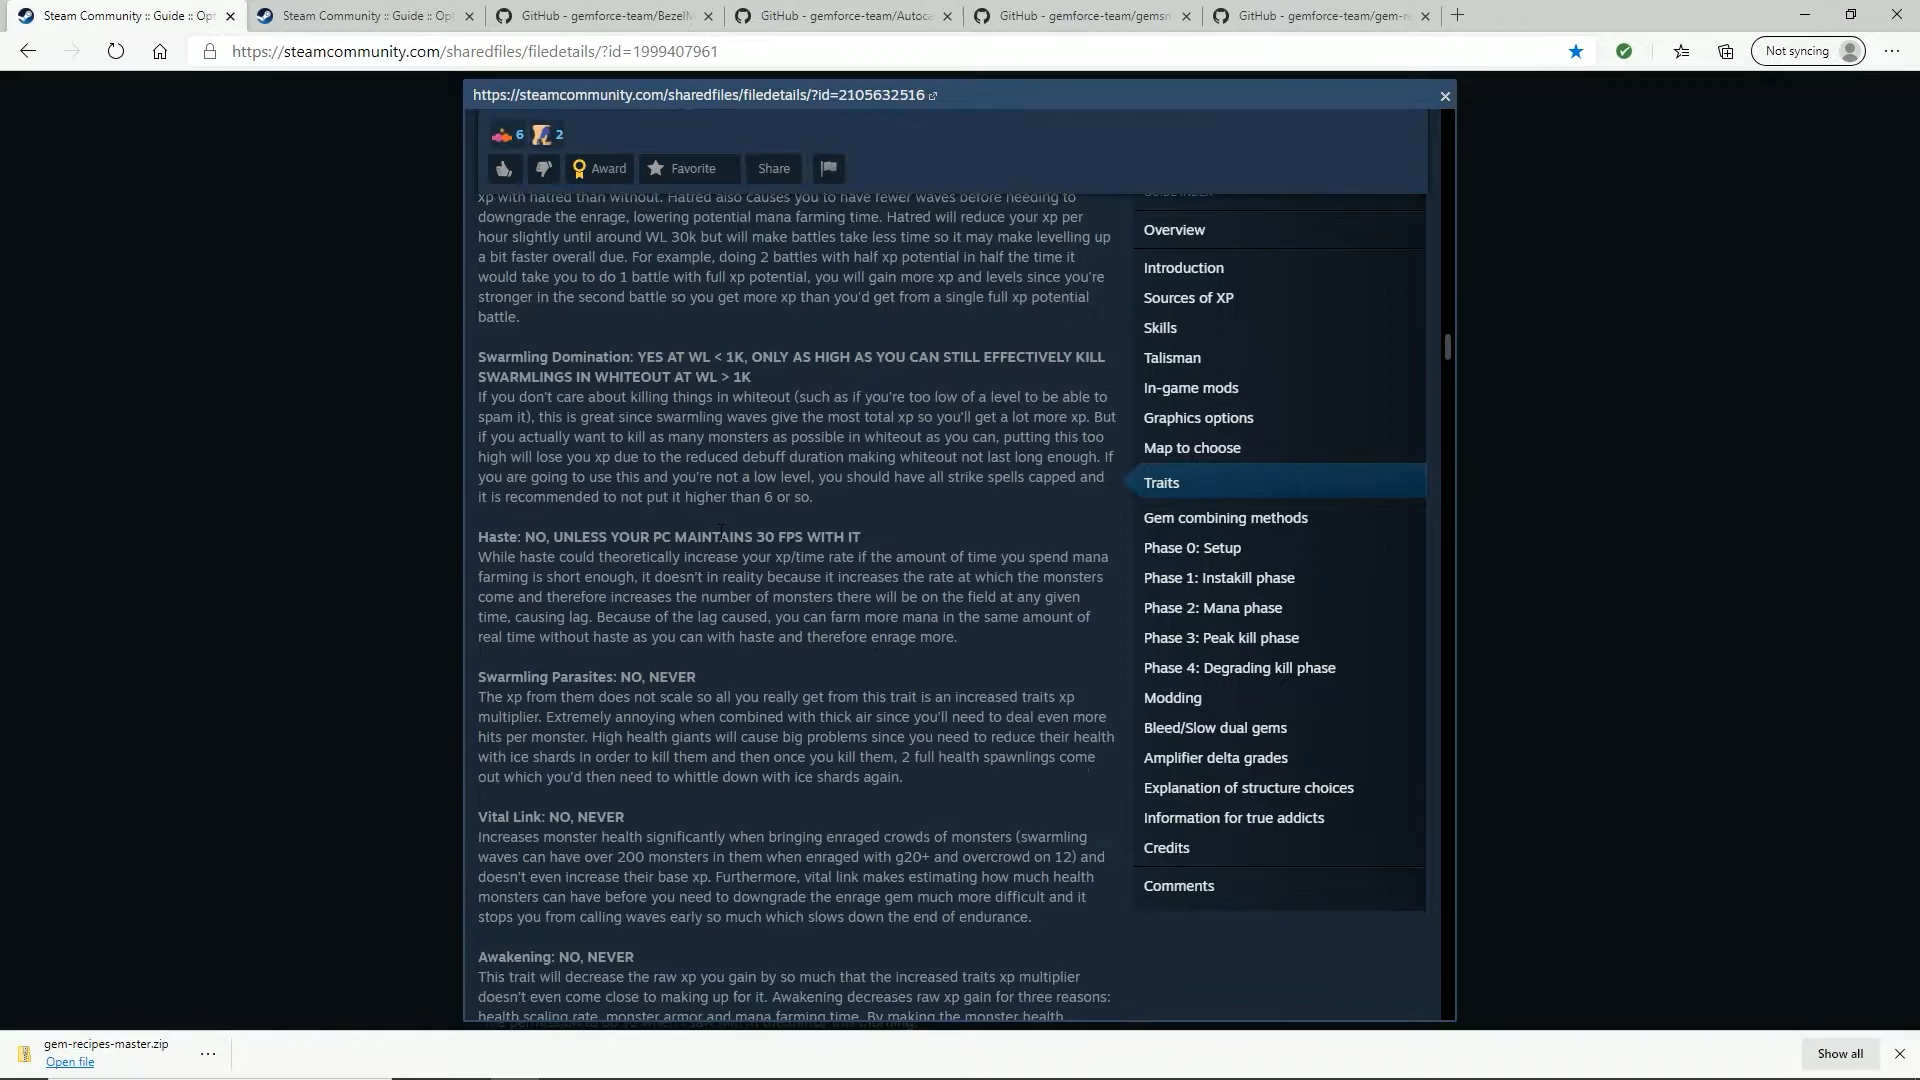 Steam Community :: Guide :: Opt
Steam Community :: Guide :: Opt
GitHub - gemforce-team/BezelM
GitHub - gemforce-team/Autoca
GitHub - gemforce-team/gemsr
GitHub - gemforce-team/gem-re
https://steamcommunity.com/sharedfiles/filedetails/?id=1999407961
Not syncing
https://steamcommunity.com/sharedfiles/filedetails/?id=2105632516
6
2
Award
Favorite
Share
xp with hatred than without. Hatred also causes you to have fewer waves before needing to
downgrade the enrage, lowering potential mana farming time. Hatred will reduce your xp per
hour slightly until around WL 30k but will make battles take less time so it may make levelling up
a bit faster overall due. For example, doing 2 battles with half xp potential in half the time it
would take you to do 1 battle with full xp potential, you will gain more xp and levels since you're
stronger in the second battle so you get more xp than you'd get from a single full xp potential
battle.
Swarmling Domination: YES AT WL < 1K, ONLY AS HIGH AS YOU CAN STILL EFFECTIVELY KILL
SWARMLINGS IN WHITEOUT AT WL > 1K
If you don't care about killing things in whiteout (such as if you're too low of a level to be able to
spam it), this is great since swarmling waves give the most total xp so you'll get a lot more xp. But
if you actually want to kill as many monsters as possible in whiteout as you can, putting this too
high will lose you xp due to the reduced debuff duration making whiteout not last long enough. If
you are going to use this and you're not a low level, you should have all strike spells capped and
it is recommended to not put it higher than 6 or so.
Haste: NO, UNLESS YOUR PC MAINTAINS 30 FPS WITH IT
While haste could theoretically increase your xp/time rate if the amount of time you spend mana
farming is short enough, it doesn't in reality because it increases the rate at which the monsters
come and therefore increases the number of monsters there will be on the field at any given
time, causing lag. Because of the lag caused, you can farm more mana in the same amount of
real time without haste as you can with haste and therefore enrage more.
Swarmling Parasites: NO, NEVER
The xp from them does not scale so all you really get from this trait is an increased traits xp
multiplier. Extremely annoying when combined with thick air since you'll need to deal even more
hits per monster. High health giants will cause big problems since you need to reduce their health
with ice shards in order to kill them and then once you kill them, 2 full health spawnlings come
out which you'd then need to whittle down with ice shards again.
Vital Link: NO, NEVER
Increases monster health significantly when bringing enraged crowds of monsters (swarmling
waves can have over 200 monsters in them when enraged with g20+ and overcrowd on 12) and
doesn't even increase their base xp. Furthermore, vital link makes estimating how much health
monsters can have before you need to downgrade the enrage gem much more difficult and it
stops you from calling waves early so much which slows down the end of endurance.
Awakening: NO, NEVER
This trait will decrease the raw xp you gain by so much that the increased traits xp multiplier
doesn't even come close to making up for it. Awakening decreases raw xp gain for three reasons:
health scaling rate, monster armor and mana farming time. By making the monster health
Overview
Introduction
Sources of XP
Skills
Talisman
In-game mods
Graphics options
Map to choose
Traits
Gem combining methods
Phase 0: Setup
Phase 1: Instakill phase
Phase 2: Mana phase
Phase 3: Peak kill phase
Phase 4: Degrading kill phase
Modding
Bleed/Slow dual gems
Amplifier delta grades
Explanation of structure choices
Information for true addicts
Credits
Comments
gem-recipes-master.zip
Open file
Show all